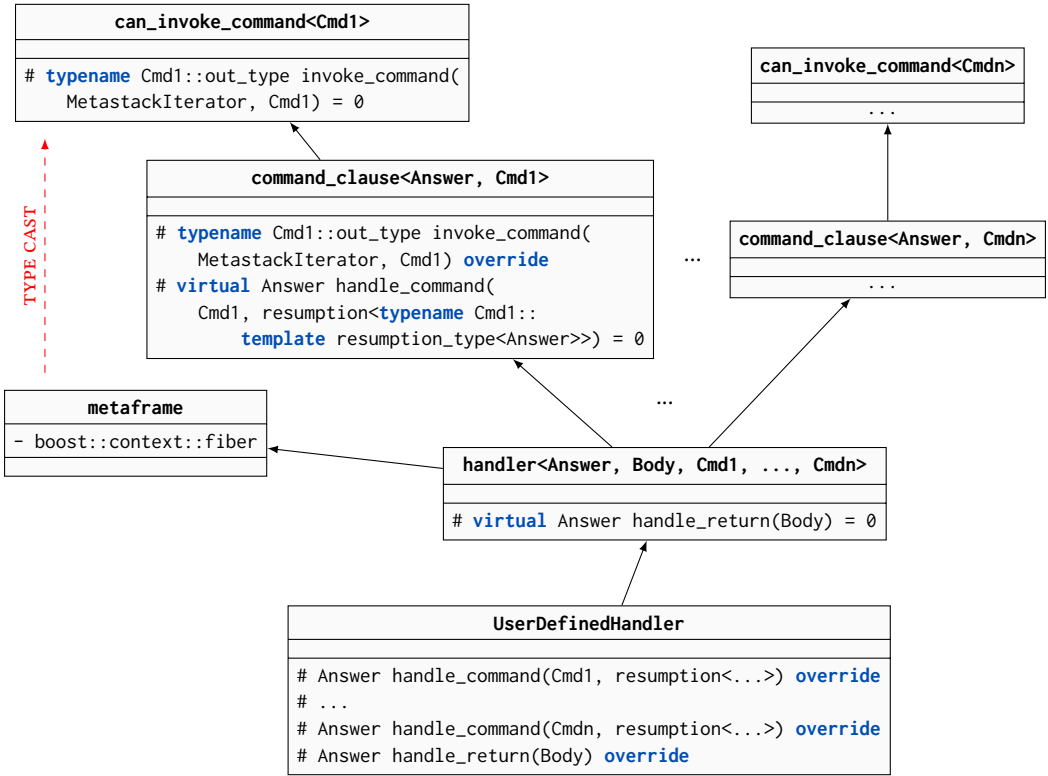 can_invoke_command<Cmd1>
# typename Cmd1::out_type invoke_command(
MetastackIterator, Cmd1) = 0
can_invoke_command<Cmdn>
...
command_clause<Answer, Cmd1>
# typename Cmd1::out_type invoke_command(
MetastackIterator, Cmd1) override
# virtual Answer handle_command(
Cmd1, resumption<typename Cmd1::
template resumption_type<Answer>>) = 0
...
command_clause<Answer, Cmdn>
...
TYPE CAST
...
metaframe
- boost::context::fiber
handler<Answer, Body, Cmd1, ..., Cmdn>
# virtual Answer handle_return(Body) = 0
UserDefinedHandler
# Answer handle_command(Cmd1, resumption<...>) override
# ...
# Answer handle_command(Cmdn, resumption<...>) override
# Answer handle_return(Body) override